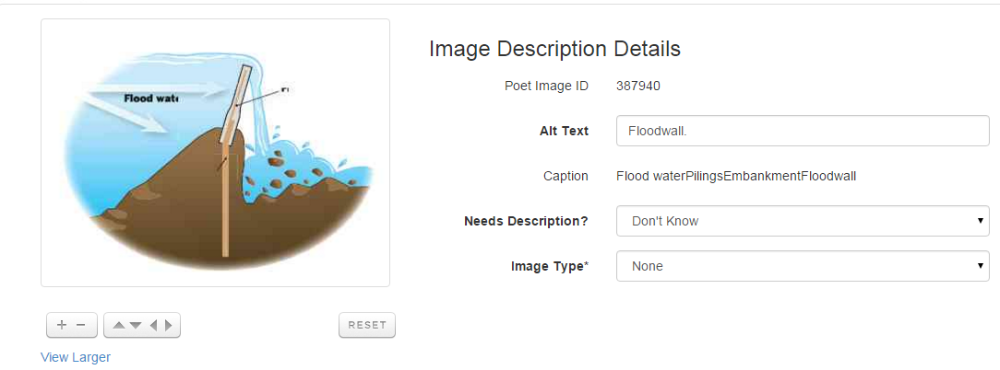 Flood wate
Image Description Details
Poet Image ID 387940
Alt Text Floodwall.
Caption Flood waterPilingsEmbankmentFloodwall
Needs Description? Don't Know
Image Type* None
RESET
View Larger